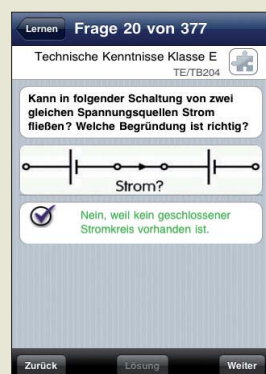 Lernen
Frage 20 von 377
Technische Kenntnisse Klasse E
TE/TB204
Kann in folgender Schaltung von zwei
gleichen Spannungsquellen Strom
fließen? Welche Begründung ist richtig?
Strom?
Nein, weil kein geschlossener
Stromkreis vorhanden ist.
Zurück
Lösung
Weiter